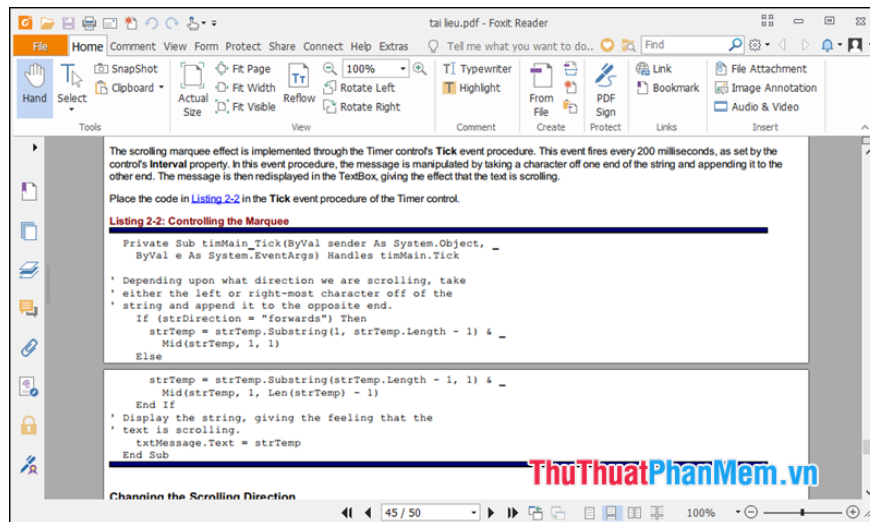 tai lieu.pdf - Foxit Reader
File Home Comment View Form Protect Share Connect Help Extras Tell me what you want to do.. Find
Hand
Select
SnapShot
Clipboard
Tools
Actual Size
Fit Page
Fit Width
Fit Visible
Reflow
100%
Rotate Left
Rotate Right
View
Typewriter
Highlight
Comment
From File
Create
PDF Sign
Protect
Link
Bookmark
Links
File Attachment
Image Annotation
Audio & Video
Insert
The scrolling marquee effect is implemented through the Timer control's Tick event procedure. This event fires every 200 milliseconds, as set by the
control's Interval property. In this event procedure, the message is manipulated by taking a character off one end of the string and appending it to the
other end. The message is then redisplayed in the TextBox, giving the effect that the text is scrolling.
Place the code in Listing 2-2 in the Tick event procedure of the Timer control.
Listing 2-2: Controlling the Marquee
Private Sub timMain_Tick(ByVal sender As System.Object, _
ByVal e As System.EventArgs) Handles timMain.Tick
' Depending upon what direction we are scrolling, take
' either the left or right-most character off of the
' string and append it to the opposite end.
If (strDirection = "forwards") Then
strTemp = strTemp.Substring(1, strTemp.Length - 1) & _
Mid(strTemp, 1, 1)
Else
strTemp = strTemp.Substring(strTemp.Length - 1, 1) & _
Mid(strTemp, 1, Len(strTemp) - 1)
End If
' Display the string, giving the feeling that the
' text is scrolling.
txtMessage.Text = strTemp
End Sub
ThuThuatPhanMem.vn
Changing the Scrolling Direction
45 / 50
100%